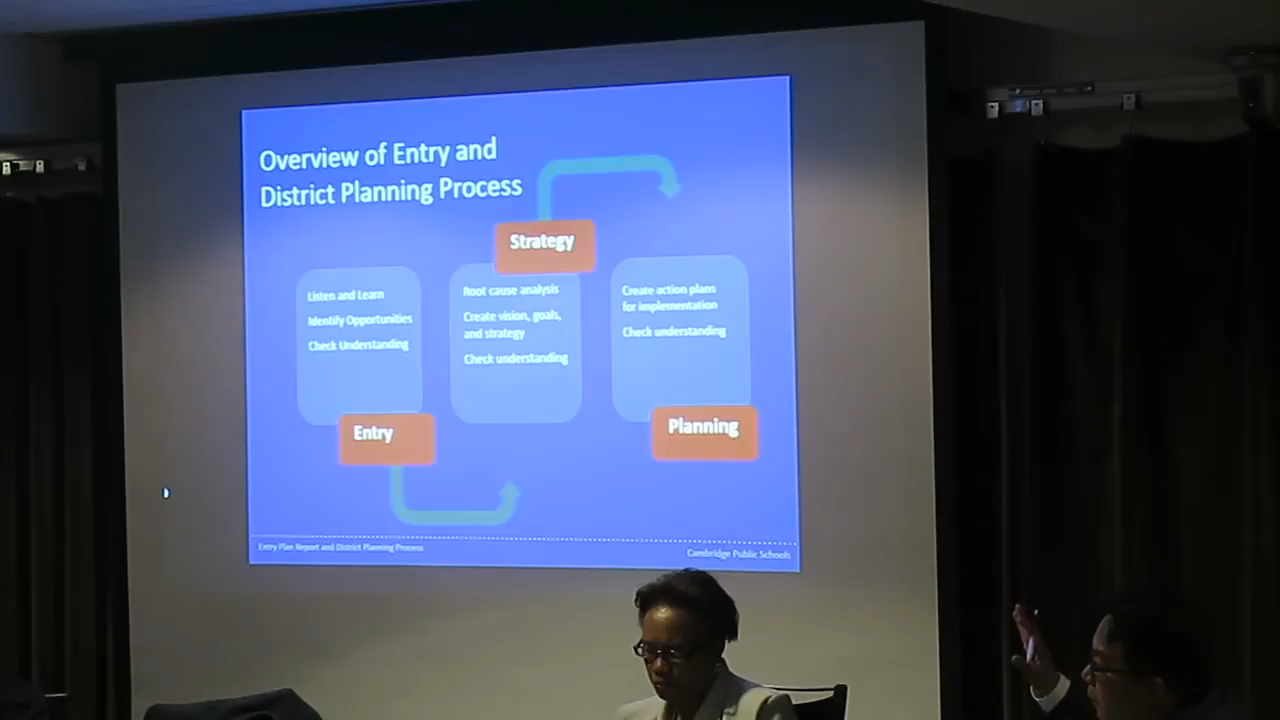 Overview of Entry and
District Planning Process
Strategy
Listen and Learn
Identify Opportunities
Check Understanding
Root cause analysis
Create vision, goals,
and strategy
Check understanding
Create action plans
for implementation
Check understanding
Entry
Planning
Entry Plan Report and District Planning Process
Cambridge Public Schools